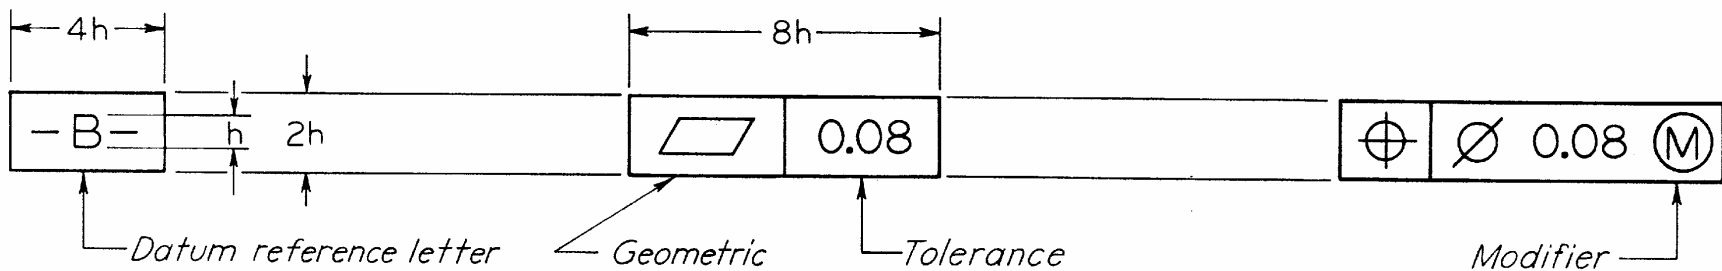 4h 8h
-B- h 2h 0.08 ⌖ ⌀ 0.08 Ⓜ
Datum reference letter Geometric Tolerance Modifier